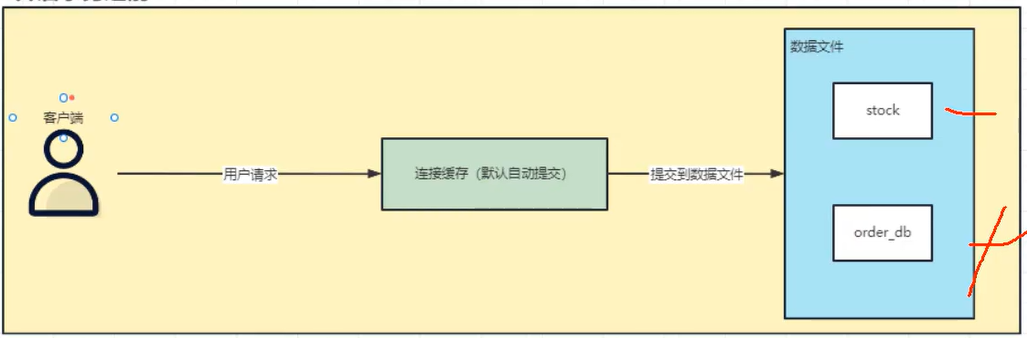 客户端
用户请求
连接缓存（默认自动提交）
提交到数据文件
数据文件
stock
order_db